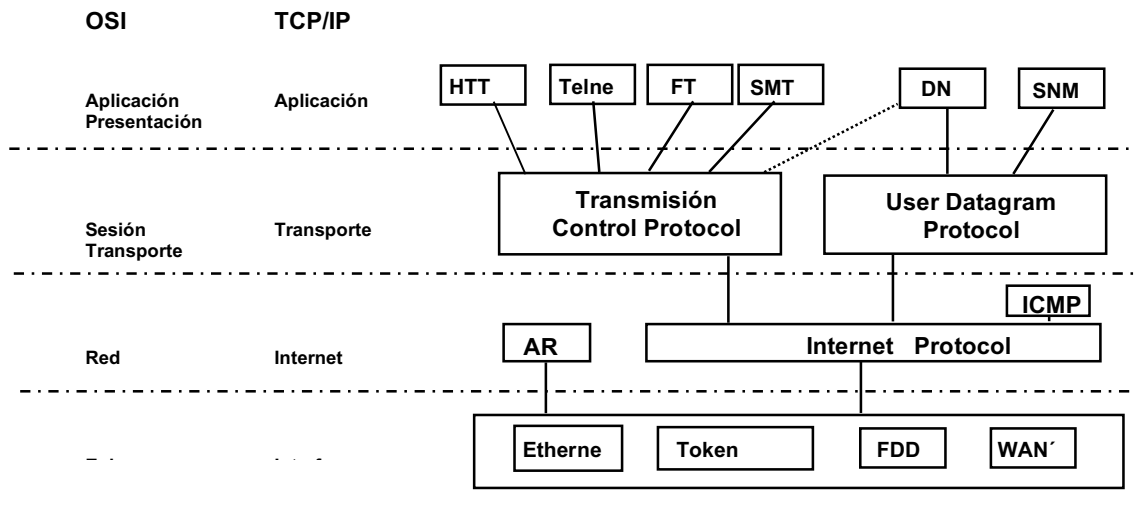 OSI TCP/IP
HTT Telne FT SMT DN SNM
Aplicación Aplicación
Presentación
Transmisión
Control Protocol
User Datagram
Protocol
Sesión Transporte
Transporte
ICMP
AR Internet Protocol
Red Internet
Etherne Token FDD WAN´